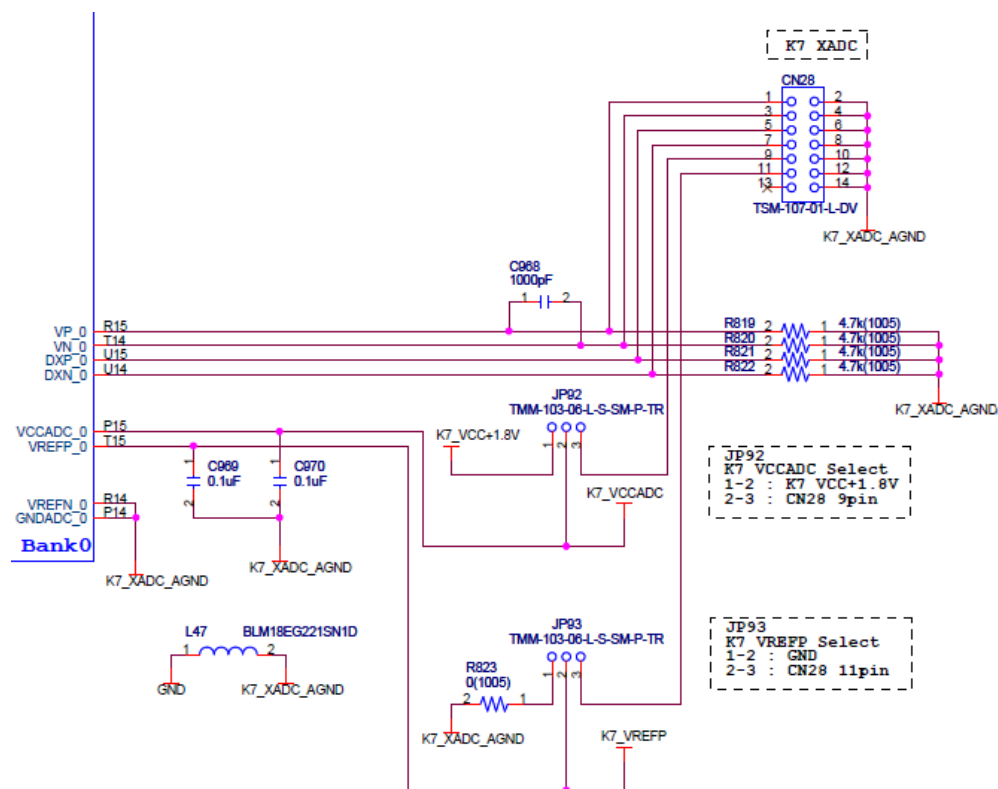 K7 XADC
CN28
1 2
3 4
5 6
7 8
9 10
11 12
13 14
TSM-107-01-L-DV
K7_XADC_AGND
C968
1000pF
1 2
VP_0 R15
VN_0 T14
DXP_0 U15
DXN_0 U14
R819 2 1 4.7k(1005)
R820 2 1 4.7k(1005)
R821 2 1 4.7k(1005)
R822 2 1 4.7k(1005)
K7_XADC_AGND
JP92
TMM-103-06-L-S-SM-P-TR
1 2 3
K7_VCC+1.8V
VCCADC_0 P15
VREFP_0 T15
1 C969 0.1uF 2
1 C970 0.1uF 2
K7_VCCADC
JP92
K7 VCCADC Select
1-2 : K7 VCC+1.8V
2-3 : CN28 9pin
VREFN_0 R14
GNDADC_0 P14
Bank0
K7_XADC_AGND
K7_XADC_AGND
L47 BLM18EG221SN1D
1 2
GND
K7_XADC_AGND
JP93
TMM-103-06-L-S-SM-P-TR
1 2 3
R823
0(1005)
2 1
K7_XADC_AGND
K7_VREFP
JP93
K7 VREFP Select
1-2 : GND
2-3 : CN28 11pin